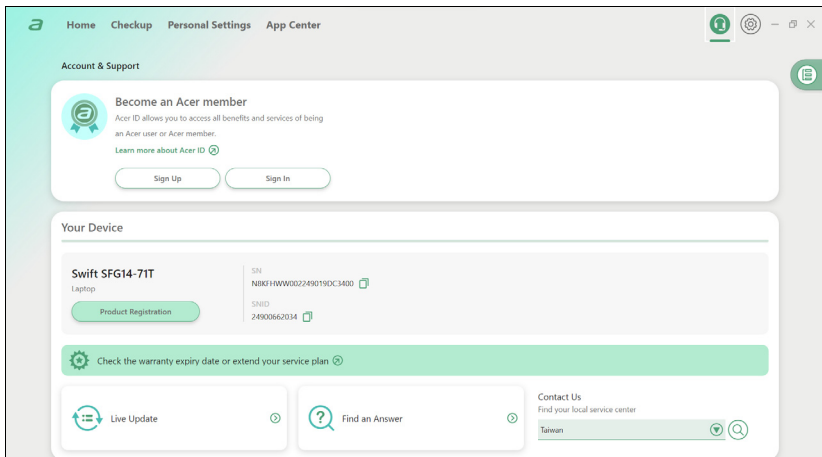 Home Checkup Personal Settings App Center
Account & Support
Become an Acer member
Acer ID allows you to access all benefits and services of being
an Acer user or Acer member.
Learn more about Acer ID
Sign Up Sign In
Your Device
Swift SFG14-71T
Laptop
Product Registration
SN
N8KFHWW002249019DC3400
SNID
24900662034
Check the warranty expiry date or extend your service plan
Live Update
Find an Answer
Contact Us
Find your local service center
Taiwan